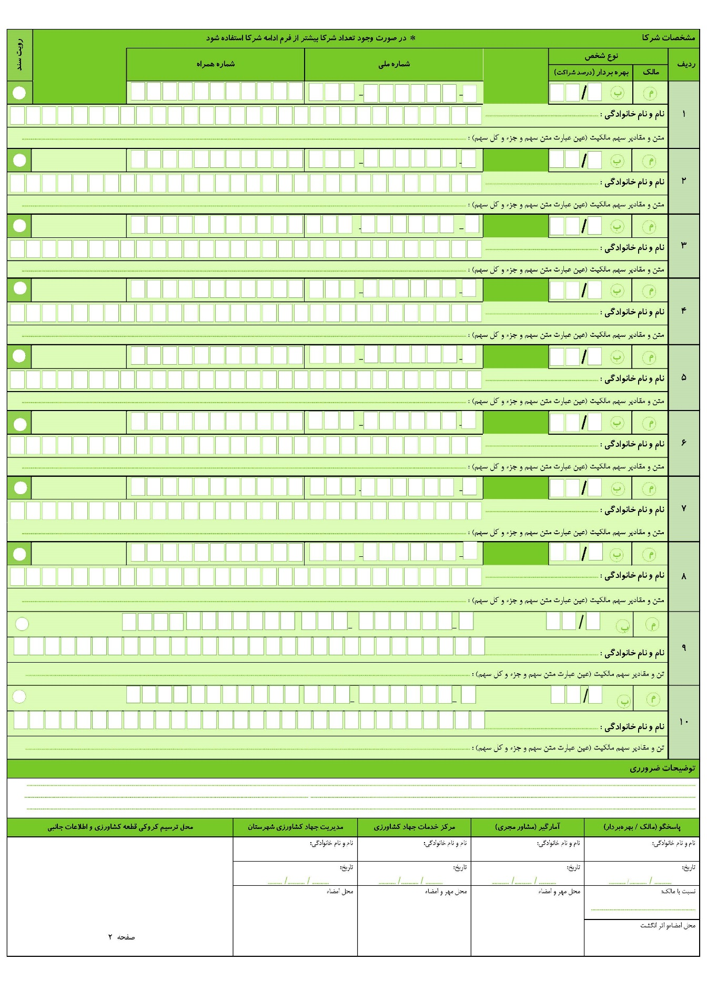 مشخصات شرکا
* در صورت وجود تعداد شرکا بیشتر از فرم ادامه شرکا استفاده شود
رویت سند
ردیف
نوع شخص
مالک
بهره بردار (درصد شراکت)
شماره ملی
شماره همراه
۱
م ب /
نام و نام خانوادگی :
متن و مقادیر سهم مالکیت (عین عبارت متن سهم و جزء و کل سهم) :
۲
م ب /
نام و نام خانوادگی :
متن و مقادیر سهم مالکیت (عین عبارت متن سهم و جزء و کل سهم) :
۳
م ب /
نام و نام خانوادگی :
متن و مقادیر سهم مالکیت (عین عبارت متن سهم و جزء و کل سهم) :
۴
م ب /
نام و نام خانوادگی :
متن و مقادیر سهم مالکیت (عین عبارت متن سهم و جزء و کل سهم) :
۵
م ب /
نام و نام خانوادگی :
متن و مقادیر سهم مالکیت (عین عبارت متن سهم و جزء و کل سهم) :
۶
م ب /
نام و نام خانوادگی :
متن و مقادیر سهم مالکیت (عین عبارت متن سهم و جزء و کل سهم) :
۷
م ب /
نام و نام خانوادگی :
متن و مقادیر سهم مالکیت (عین عبارت متن سهم و جزء و کل سهم) :
۸
م ب /
نام و نام خانوادگی :
متن و مقادیر سهم مالکیت (عین عبارت متن سهم و جزء و کل سهم) :
۹
م ب /
نام و نام خانوادگی :
تن و مقادیر سهم مالکیت (عین عبارت متن سهم و جزء و کل سهم) :
۱۰
م ب /
نام و نام خانوادگی :
تن و مقادیر سهم مالکیت (عین عبارت متن سهم و جزء و کل سهم) :
توضیحات ضرورری
پاسخگو (مالک / بهره‌بردار)
نام و نام خانوادگی:
تاریخ:
/ /
نسبت با مالک:
محل امضاءو اثر انگشت
آمارگیر (مشاور مجری)
نام و نام خانوادگی:
تاریخ:
/ /
محل مهر و امضاء
مرکز خدمات جهاد کشاورزی
نام و نام خانوادگی:
تاریخ:
/ /
محل مهر و امضاء
مدیریت جهاد کشاورزی شهرستان
نام و نام خانوادگی:
تاریخ:
/ /
محل امضاء
محل ترسیم کروکی قطعه کشاورزی و اطلاعات جانبی
صفحه ۲